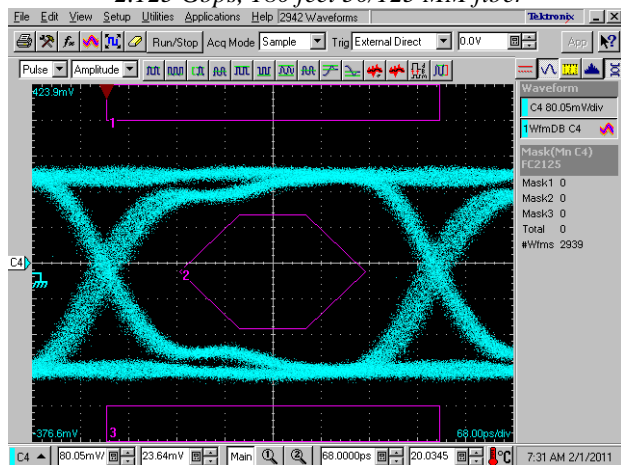 2.125 Gbps, 180 feet 50/125 MM fiber
File Edit View Setup Utilities Applications Help 2942 Waveforms Tektronix
Run/Stop Acq Mode Sample Trig External Direct 0.0V App
Pulse Amplitude
423.9mV
1
2
3
-376.6mV
68.00ps/div
C4
Waveform
C4 80.05mV/div
1WfmDB C4
Mask(Mn C4)
FC2125
Mask1 0
Mask2 0
Mask3 0
Total 0
#Wfms 2939
C4 80.05mV/ 23.64mV Main 68.0000ps 20.0345 °C 7:31 AM 2/1/2011